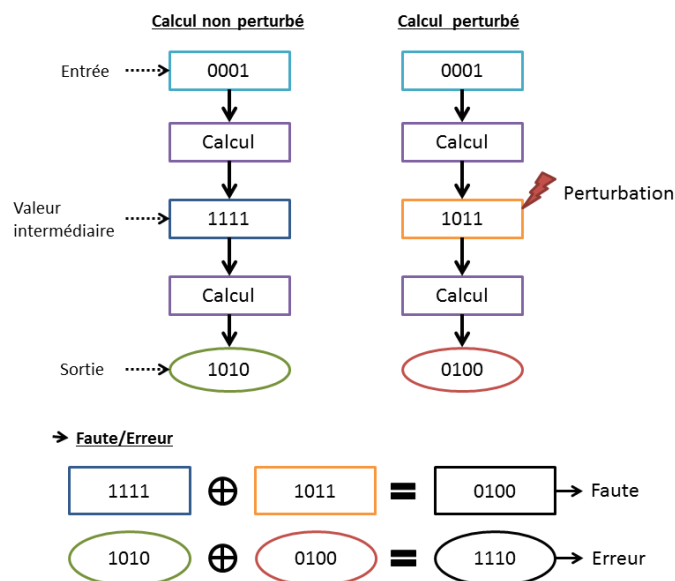 Calcul non perturbé Calcul perturbé
Entrée 0001 0001
Calcul Calcul
Valeur
intermédiaire 1111 1011 Perturbation
Calcul Calcul
Sortie 1010 0100
Faute/Erreur
1111 ⊕ 1011 = 0100 Faute
1010 ⊕ 0100 = 1110 Erreur